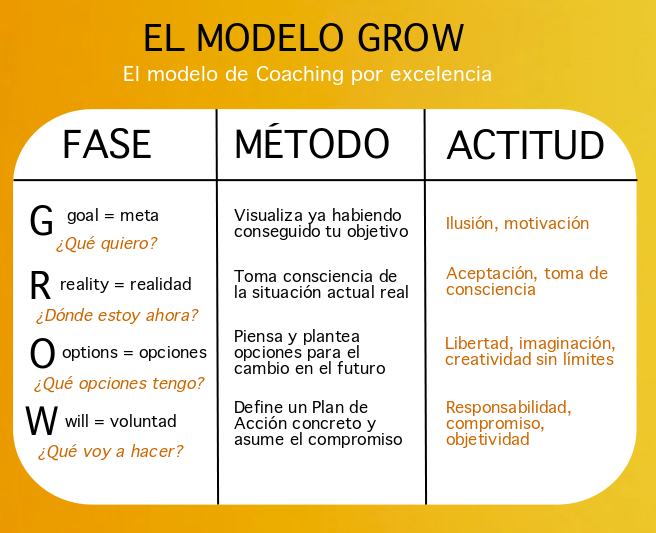 EL MODELO GROW
El modelo de Coaching por excelencia
FASE
MÉTODO
ACTITUD
G goal = meta
¿Qué quiero?
Visualiza ya habiendo
conseguido tu objetivo
Ilusión, motivación
R reality = realidad
¿Dónde estoy ahora?
Toma consciencia de
la situación actual real
Aceptación, toma de
consciencia
O options = opciones
¿Qué opciones tengo?
Piensa y plantea
opciones para el
cambio en el futuro
Libertad, imaginación,
creatividad sin límites
W will = voluntad
¿Qué voy a hacer?
Define un Plan de
Acción concreto y
asume el compromiso
Responsabilidad,
compromiso,
objetividad